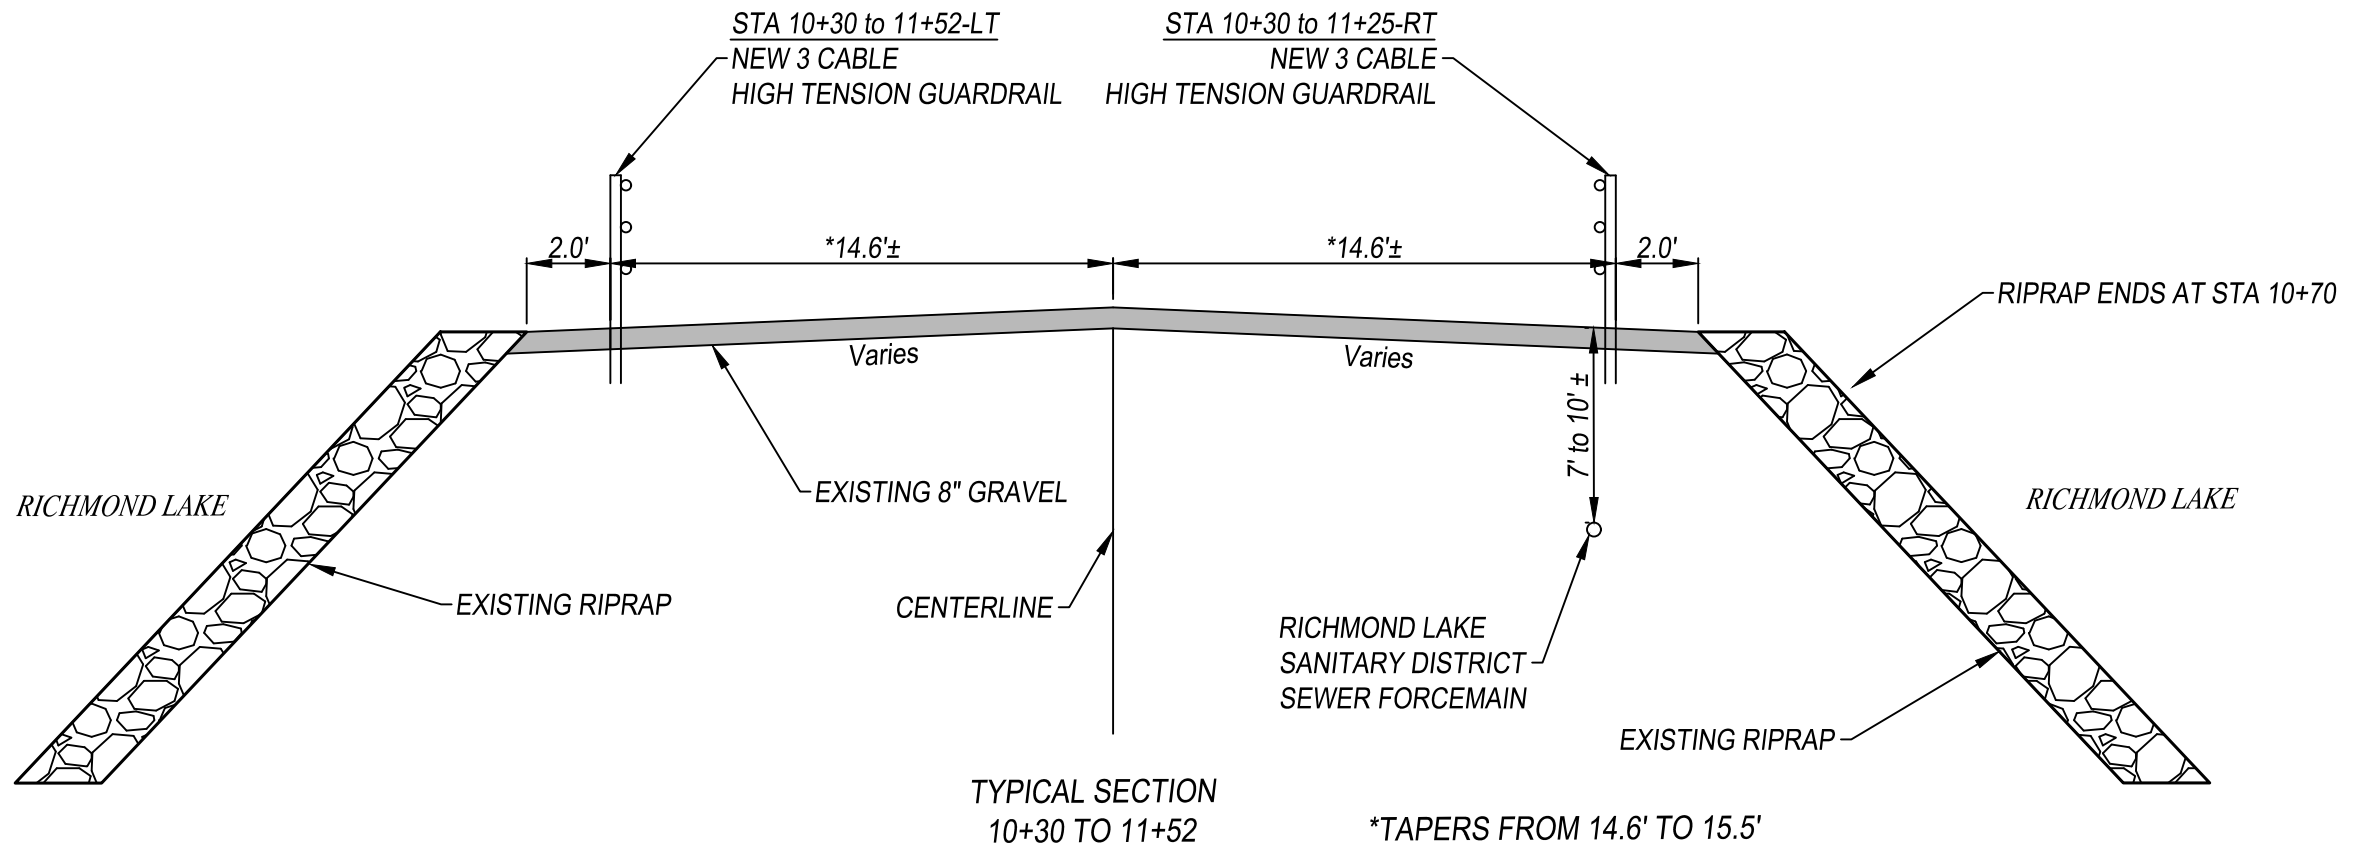 STA 10+30 to 11+52-LT
NEW 3 CABLE
HIGH TENSION GUARDRAIL
STA 10+30 to 11+25-RT
NEW 3 CABLE
HIGH TENSION GUARDRAIL
2.0'
*14.6'±
*14.6'±
2.0'
RIPRAP ENDS AT STA 10+70
Varies
Varies
7' to 10' ±
EXISTING 8" GRAVEL
RICHMOND LAKE
RICHMOND LAKE
EXISTING RIPRAP
CENTERLINE
RICHMOND LAKE
SANITARY DISTRICT
SEWER FORCEMAIN
EXISTING RIPRAP
TYPICAL SECTION
10+30 TO 11+52
*TAPERS FROM 14.6' TO 15.5'